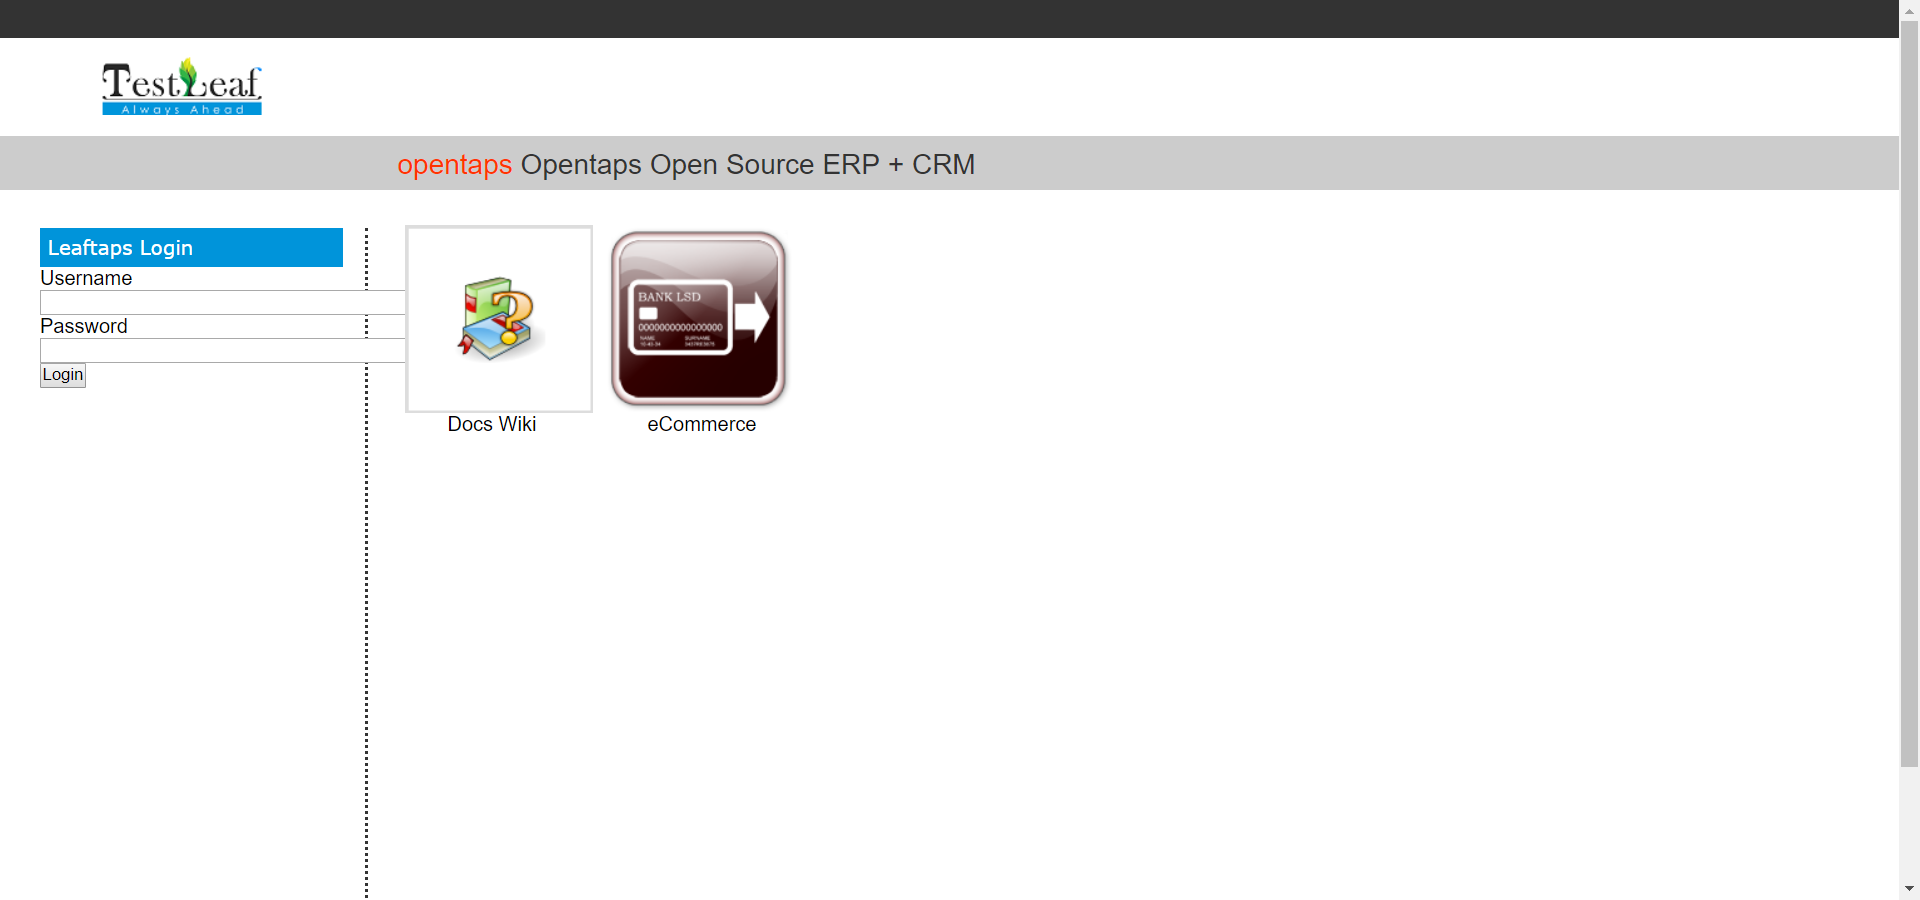 TestLeaf
Always Ahead
opentaps Opentaps Open Source ERP + CRM
Leaftaps Login
Username
Password
Login
BANK LSD
NAME
SURNAME
Docs Wiki
eCommerce